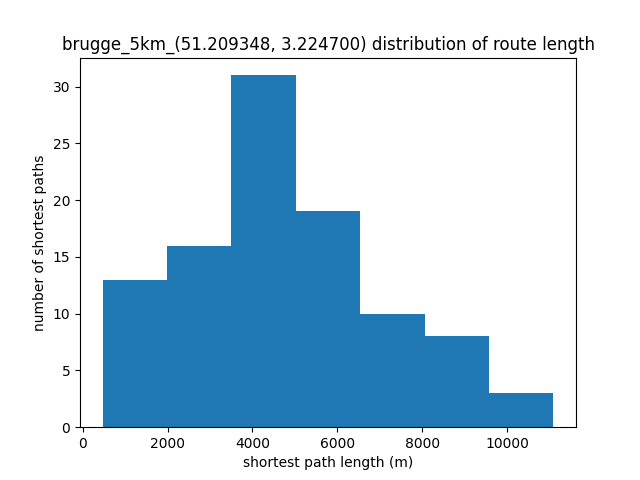 brugge_5km_(51.209348, 3.224700) distribution of route length
30
25
20
15
10
5
0
number of shortest paths
0 2000 4000 6000 8000 10000
shortest path length (m)